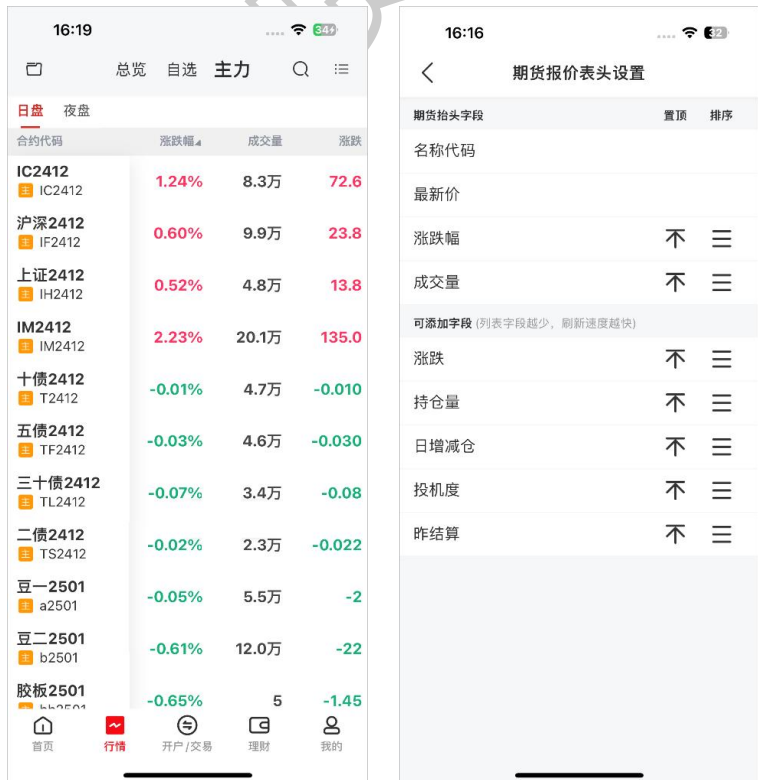 16:19
34
总览 自选 主力
日盘 夜盘
合约代码 涨跌幅 成交量 涨跌
IC2412
主 IC2412
1.24% 8.3万 72.6
沪深2412
主 IF2412
0.60% 9.9万 23.8
上证2412
主 IH2412
0.52% 4.8万 13.8
IM2412
主 IM2412
2.23% 20.1万 135.0
十债2412
主 T2412
-0.01% 4.7万 -0.010
五债2412
主 TF2412
-0.03% 4.6万 -0.030
三十债2412
主 TL2412
-0.07% 3.4万 -0.08
二债2412
主 TS2412
-0.02% 2.3万 -0.022
豆一2501
主 a2501
-0.05% 5.5万 -2
豆二2501
主 b2501
-0.61% 12.0万 -22
胶板2501
bb2501
-0.65% 5 -1.45
首页 行情 开户/交易 理财 我的
16:16
32
期货报价表头设置
期货抬头字段 置顶 排序
名称代码
最新价
涨跌幅
成交量
可添加字段 (列表字段越少，刷新速度越快)
涨跌
持仓量
日增减仓
投机度
昨结算